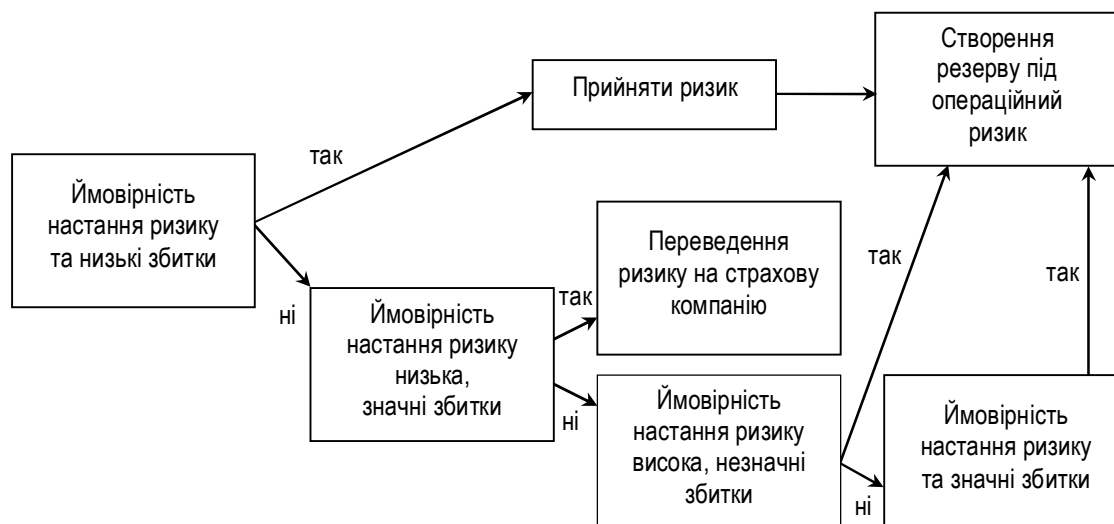 Створення
резерву під
операційний
ризик
Прийняти ризик
так
Ймовірність
настання ризику
та низькі збитки
Переведення
ризику на страхову
компанію
так
так
так
ні
Ймовірність
настання ризику
низька,
значні збитки
ні
Ймовірність
настання ризику
висока, незначні
збитки
Ймовірність
настання ризику
та значні збитки
ні